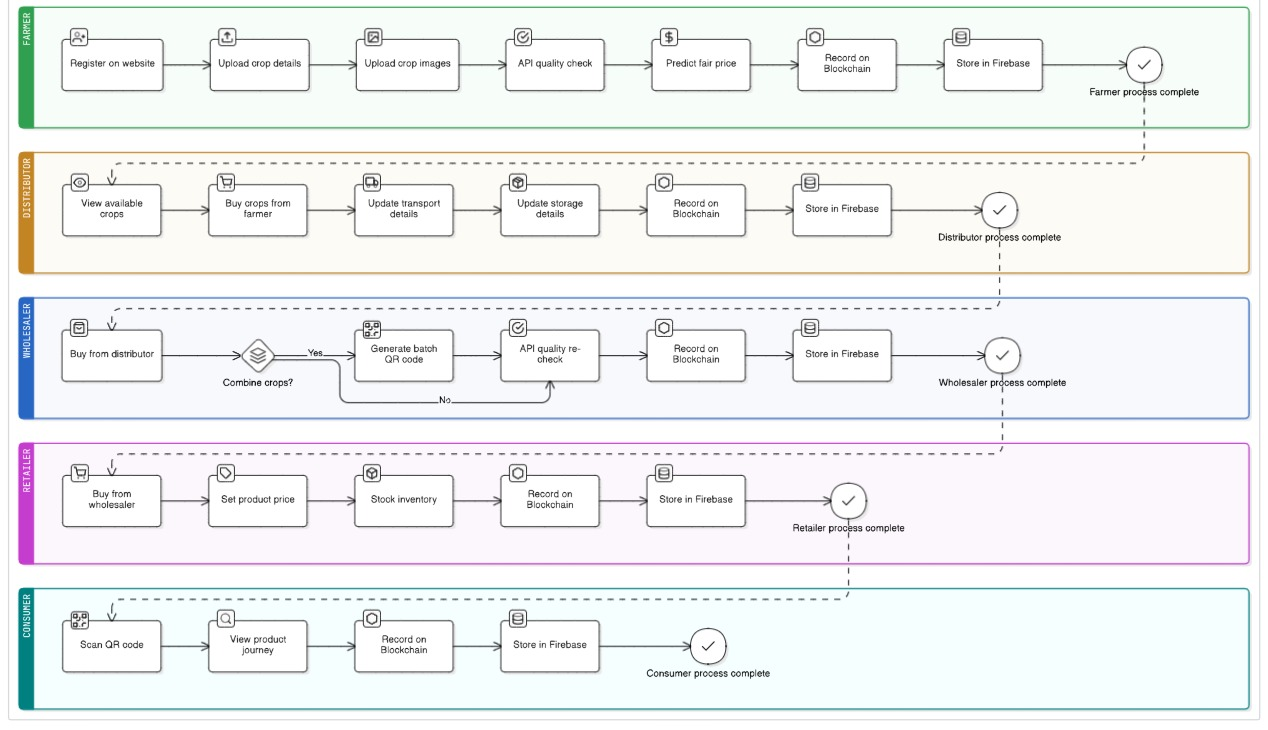 FARMER
Register on website
Upload crop details
Upload crop images
API quality check
Predict fair price
Record on
Blockchain
Store in Firebase
Farmer process complete
DISTRIBUTOR
View available
crops
Buy crops from
farmer
Update transport
details
Update storage
details
Record on
Blockchain
Store in Firebase
Distributor process complete
WHOLESALER
Buy from distributor
Combine crops?
Yes
No
Generate batch
QR code
API quality re-
check
Record on
Blockchain
Store in Firebase
Wholesaler process complete
RETAILER
Buy from
wholesaler
Set product price
Stock inventory
Record on
Blockchain
Store in Firebase
Retailer process complete
CONSUMER
Scan QR code
View product
journey
Record on
Blockchain
Store in Firebase
Consumer process complete